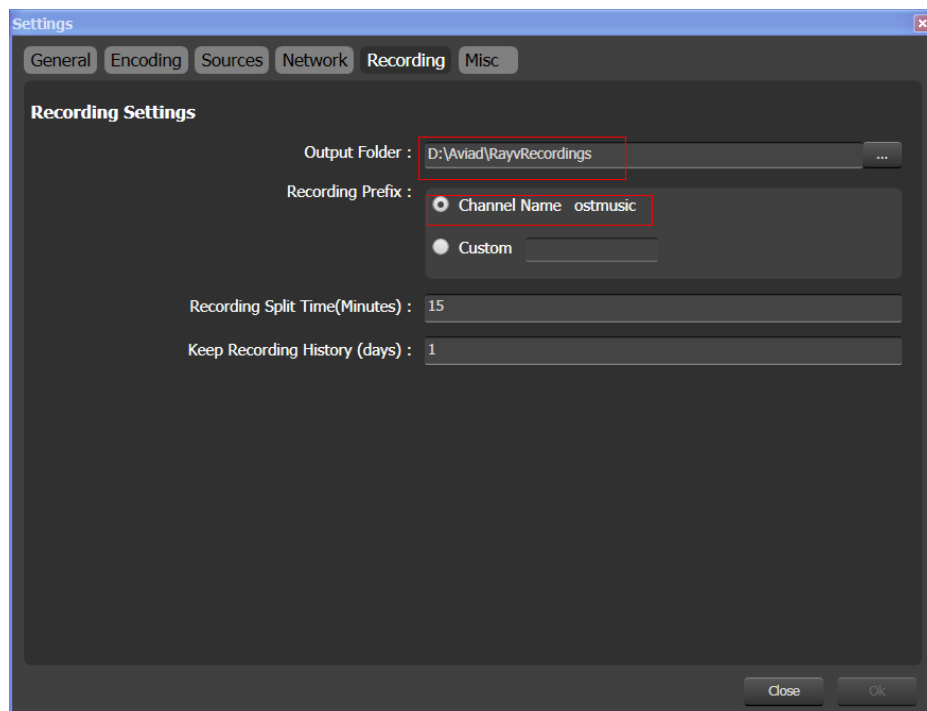 Settings
General Encoding Sources Network Recording Misc
Recording Settings
Output Folder : D:\Aviad\RayvRecordings ...
Recording Prefix :
Channel Name ostmusic
Custom
Recording Split Time(Minutes) : 15
Keep Recording History (days) : 1
Close Ok